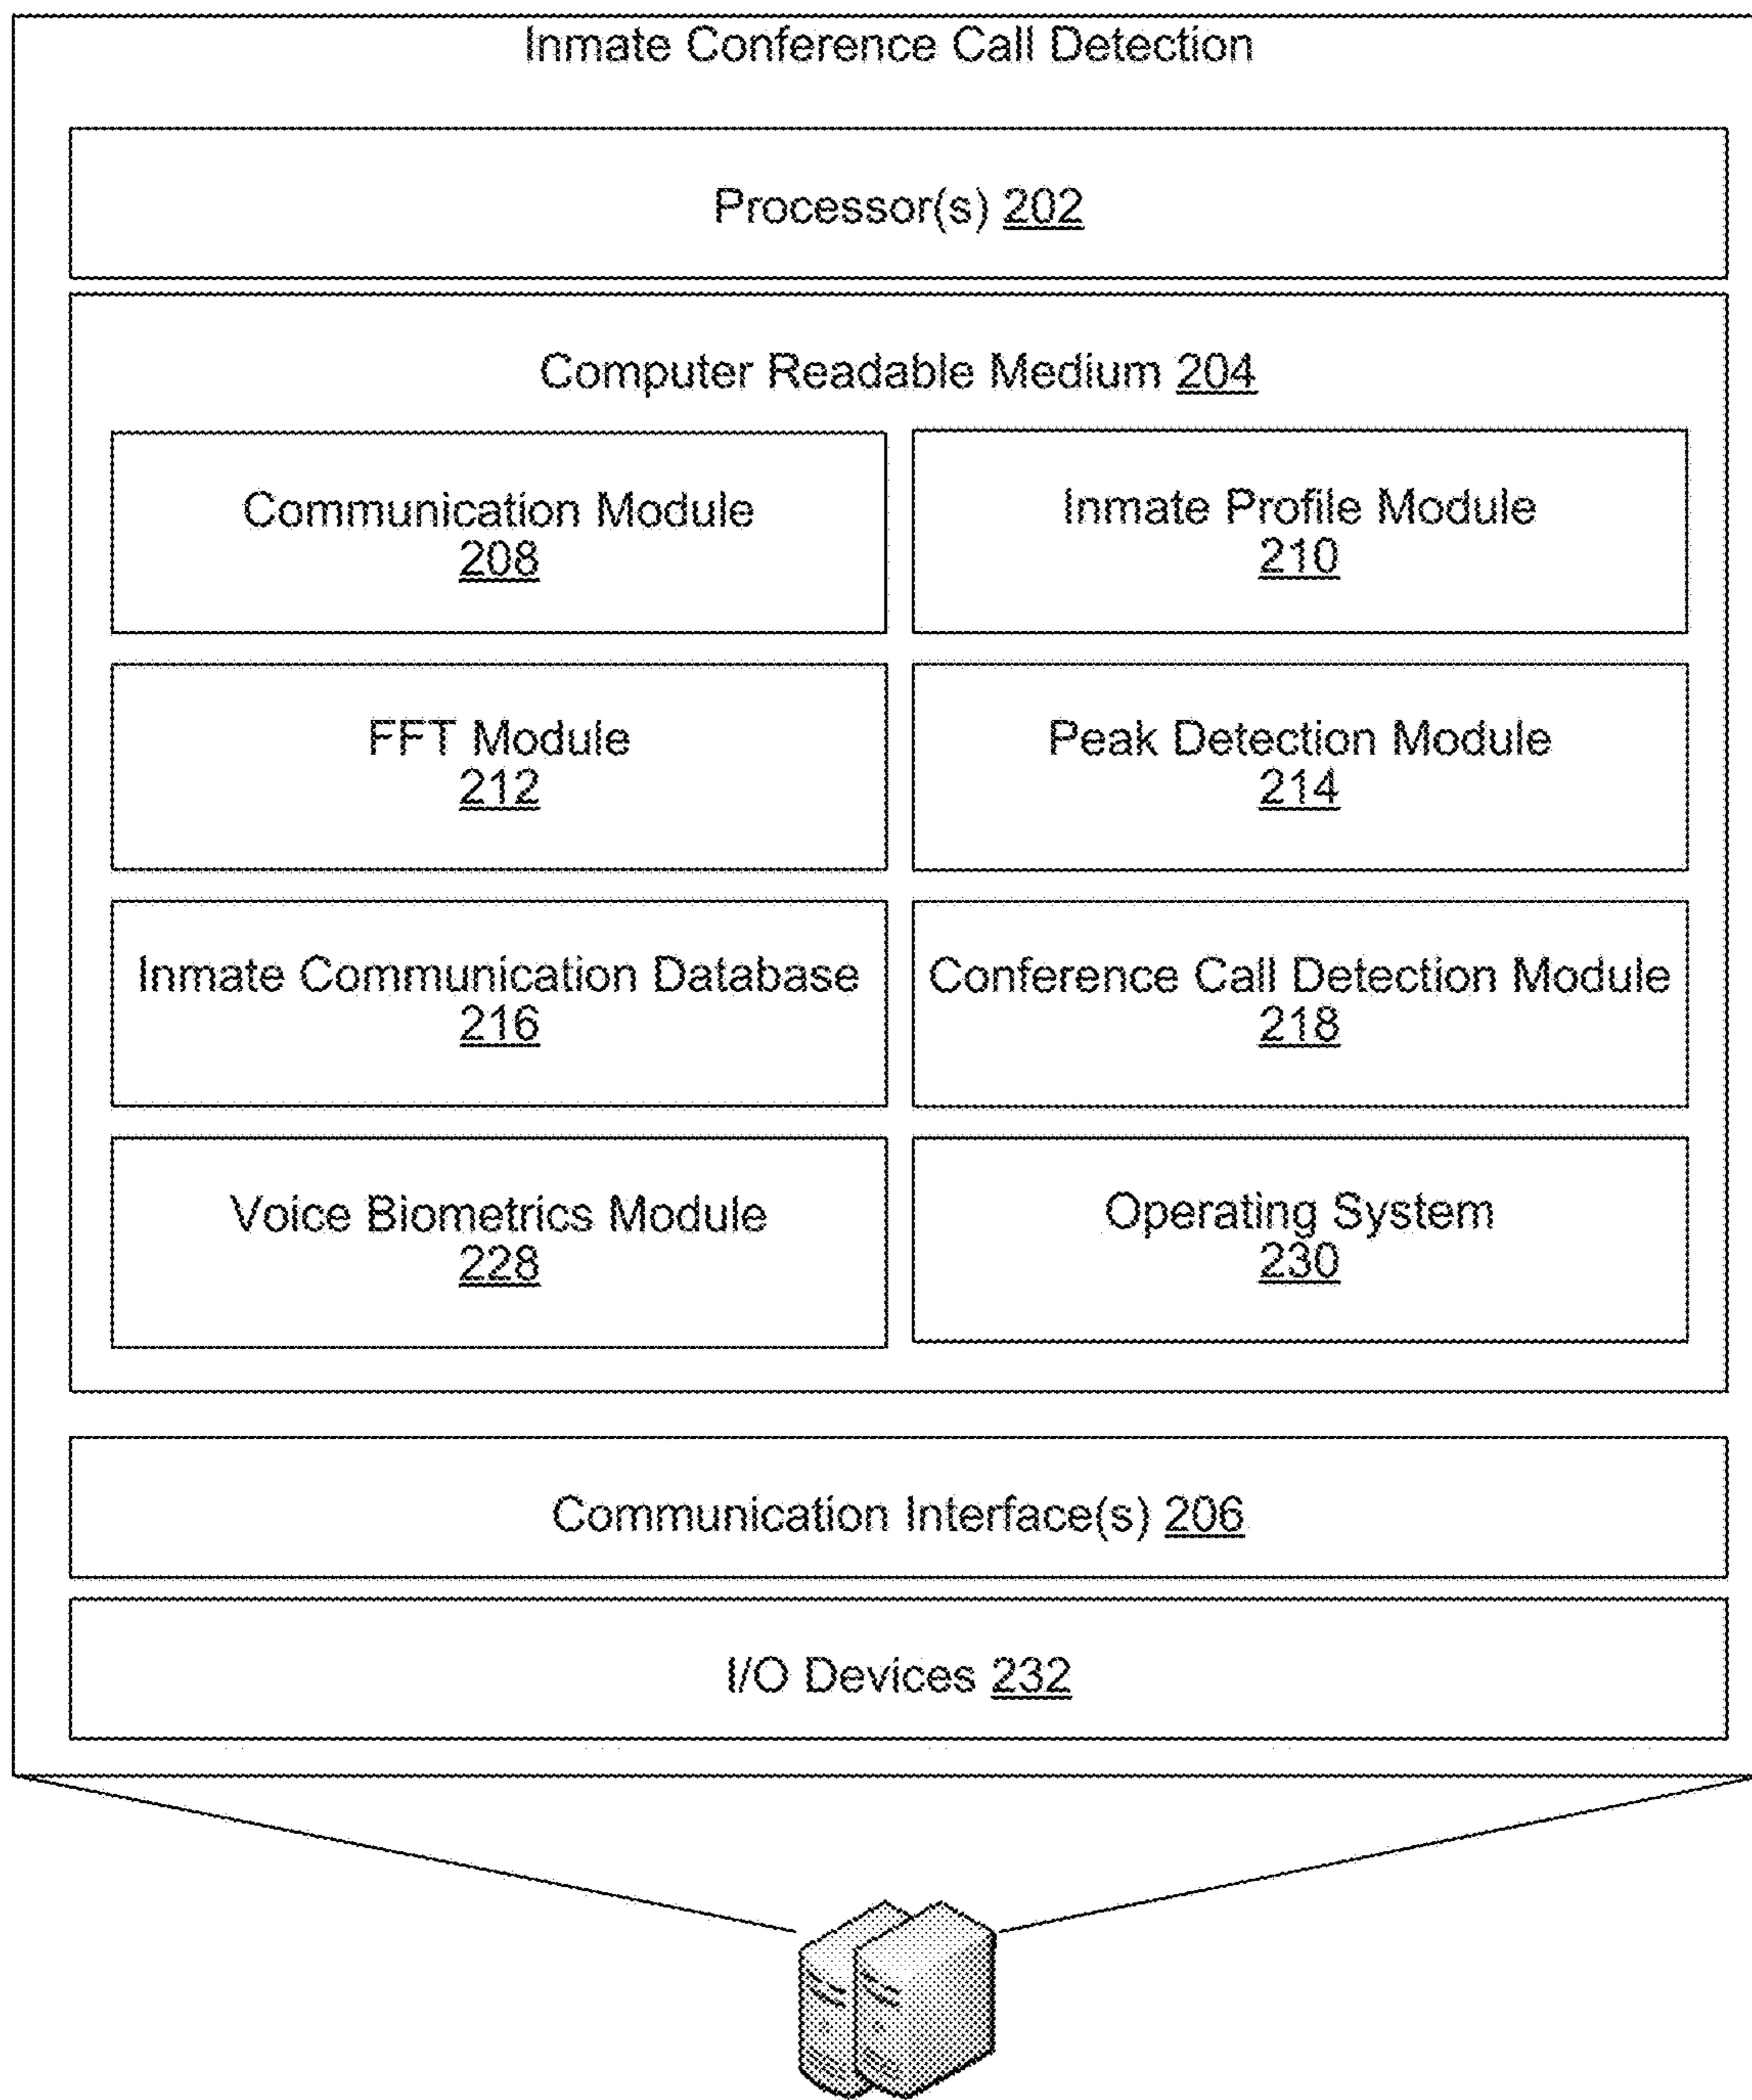 Inmate Conference Call Detection
Processor(s) 202
Computer Readable Medium 204
Communication Module
208
Inmate Profile Module
210
FFT Module
212
Peak Detection Module
214
Inmate Communication Database
216
Conference Call Detection Module
218
Voice Biometrics Module
228
Operating System
230
Communication Interface(s) 206
I/O Devices 232